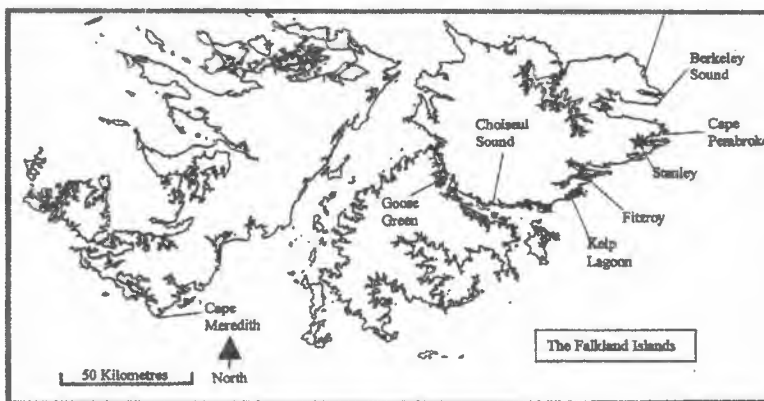 Berkeley
Sound
Choiseul
Sound
Cape
Pembroke
Stanley
Goose
Green
Fitzroy
Kelp
Lagoon
Cape
Meredith
The Falkland Islands
50 Kilometres
North